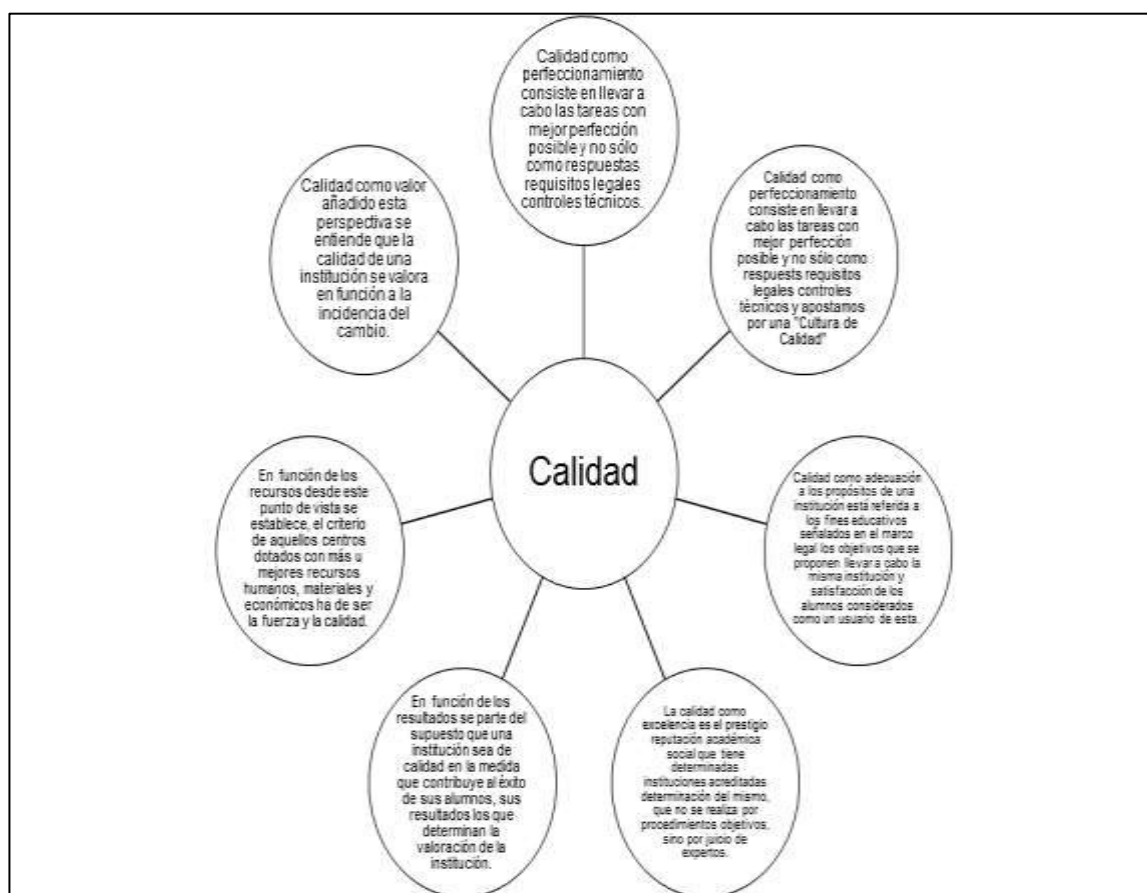 Calidad como
perfeccionamiento
consiste en llevar a
cabo las tareas con
mejor perfección
posible y no sólo
como respuestas
requisitos legales
controles técnicos.
Calidad como
perfeccionamiento
consiste en llevar a
cabo las tareas con
mejor perfección
posible y no sólo como
respuests requisitos
legales controles
técnicos y apostamos
por una "Cultura de
Calidad"
Calidad como adecuación
a los propósitos de una
institución está referida a
los fines educativos
señalados en el marco
legal los objetivos que se
proponen llevar a cabo la
misma institución y
satisfacción de los
alumnos considerados
como un usuario de esta.
La calidad como
excelencia es el prestigio
reputación académica
social que tiene
determinadas
instituciones acreditadas
determinación del mismo,
que no se realiza por
procedimientos objetivos,
sino por juicio de
expertos.
En función de los
resultados se parte del
supuesto que una
institución sea de
calidad en la medida
que contribuye al éxito
de sus alumnos, sus
resultados los que
determinan la
valoración de la
institución.
En función de los
recursos desde este
punto de vista se
establece, el criterio
de aquellos centros
dotados con más u
mejores recursos
humanos, materiales y
económicos ha de ser
la fuerza y la calidad.
Calidad como valor
añadido esta
perspectiva se
entiende que la
calidad de una
institución se valora
en función a la
incidencia del
cambio.
Calidad